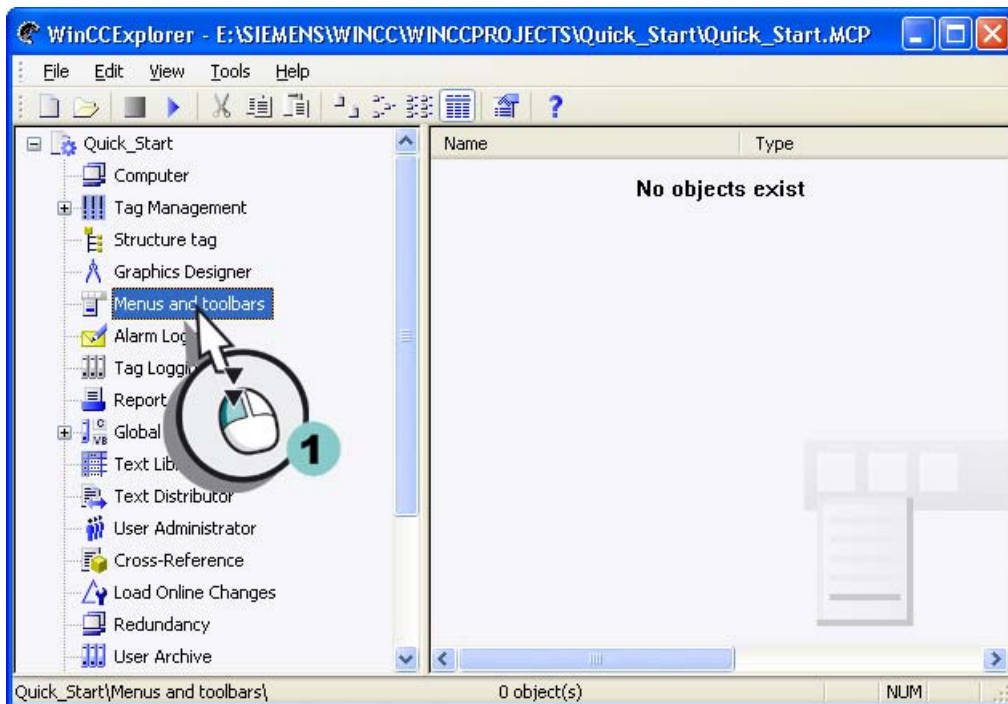 WinCCExplorer - E:\SIEMENS\WINCC\WINCCPROJECTS\Quick_Start\Quick_Start.MCP
File Edit View Tools Help
Quick_Start
Computer
Tag Management
Structure tag
Graphics Designer
Menus and toolbars
Alarm Log
Tag Loggi
Report
Global
Text Lib
Text Distributor
User Administrator
Cross-Reference
Load Online Changes
Redundancy
User Archive
Name Type
No objects exist
1
Quick_Start\Menus and toolbars\ 0 object(s) NUM